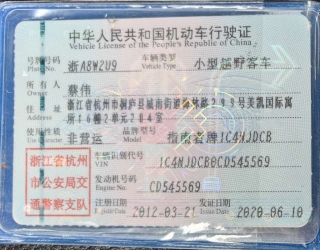 中华人民共和国机动车行驶证
Vehicle License of the People's Republic of China
号牌号码 浙A8W2U9 车辆类型 小型越野客车
Plate No. Vehicle Type
所有人 蔡伟
Owner
住址 浙江省杭州市桐庐县城南街道 299号美凯国际寓
Address 所16幢2单元204室
使用性质 非营运 品牌型号 指南者牌1C4NJDCB
Use Character Model
浙江省杭州
市公安局交
通警察支队
车辆识别代号 1C4NJDCB0CD545569
VIN
发动机号码 CD545569
Engine No.
注册日期 2012-03-21 发证日期 2020-06-10
Register Date Issue Date